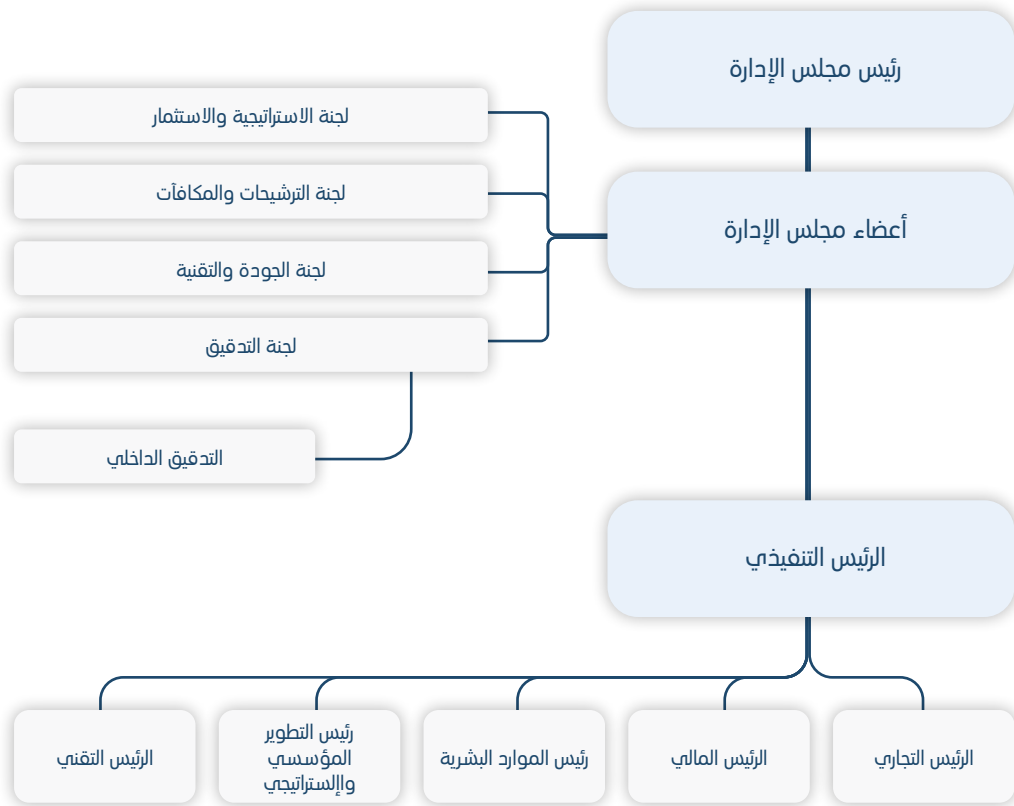 رئيس مجلس الإدارة
أعضاء مجلس الإدارة
لجنة الاستراتيجية والاستثمار
لجنة الترشيحات والمكافآت
لجنة الجودة والتقنية
لجنة التدقيق
التدقيق الداخلي
الرئيس التنفيذي
الرئيس التجاري
الرئيس المالي
رئيس الموارد البشرية
رئيس التطوير
المؤسسي
واإلستراتيجي
الرئيس التقني